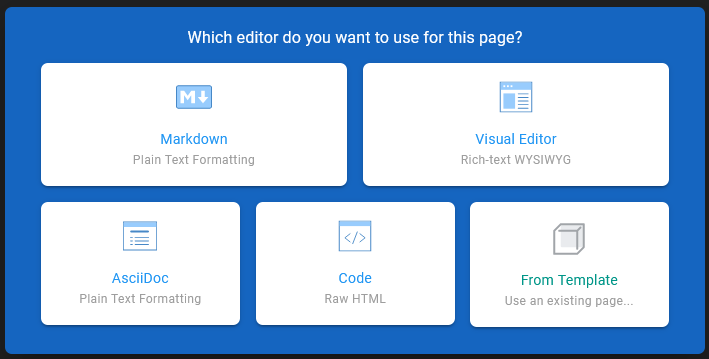 Which editor do you want to use for this page?
M
Markdown
Plain Text Formatting
Visual Editor
Rich-text WYSIWYG
</>
AsciiDoc
Plain Text Formatting
Code
Raw HTML
From Template
Use an existing page...